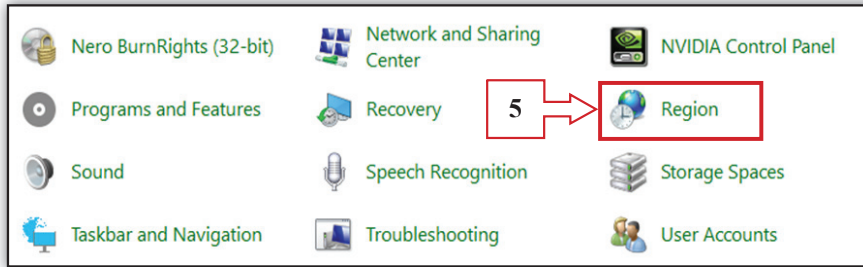 Nero BurnRights (32-bit)
Network and Sharing
Center
NVIDIA Control Panel
Programs and Features
Recovery
5
Region
Sound
Speech Recognition
Storage Spaces
Taskbar and Navigation
Troubleshooting
User Accounts